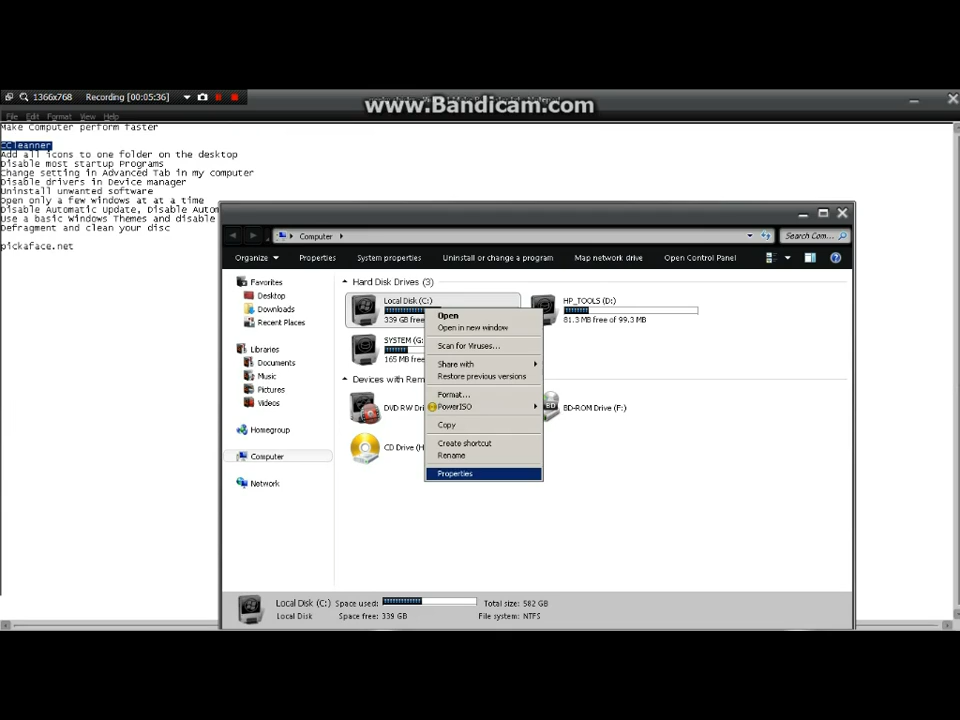 1366x768 Recording [00:05:36]
www.Bandicam.com
File Edit Format View Help
Make Computer perform faster
CCleanner
Add all icons to one folder on the desktop
Disable most startup Programs
Change setting in Advanced Tab in my computer
Disable drivers in Device manager
Uninstall unwanted software
Open only a few windows at at a time
Disable Automatic Update, Disable Autom
Use a basic Windows Themes and disable
Defragment and clean your disc
pickaface.net
Computer
Search Com...
Organize Properties System properties Uninstall or change a program Map network drive Open Control Panel
Favorites
Desktop
Downloads
Recent Places
Libraries
Documents
Music
Pictures
Videos
Homegroup
Computer
Network
Hard Disk Drives (3)
Local Disk (C:)
339 GB free
HP_TOOLS (D:)
81.3 MB free of 99.3 MB
SYSTEM (G:
165 MB free
Devices with Rem
DVD RW Dri
BD-ROM Drive (F:)
CD Drive (H
Open
Open in new window
Scan for Viruses...
Share with
Restore previous versions
Format...
PowerISO
Copy
Create shortcut
Rename
Properties
Local Disk (C:) Space used: Total size: 582 GB
Local Disk Space free: 339 GB File system: NTFS